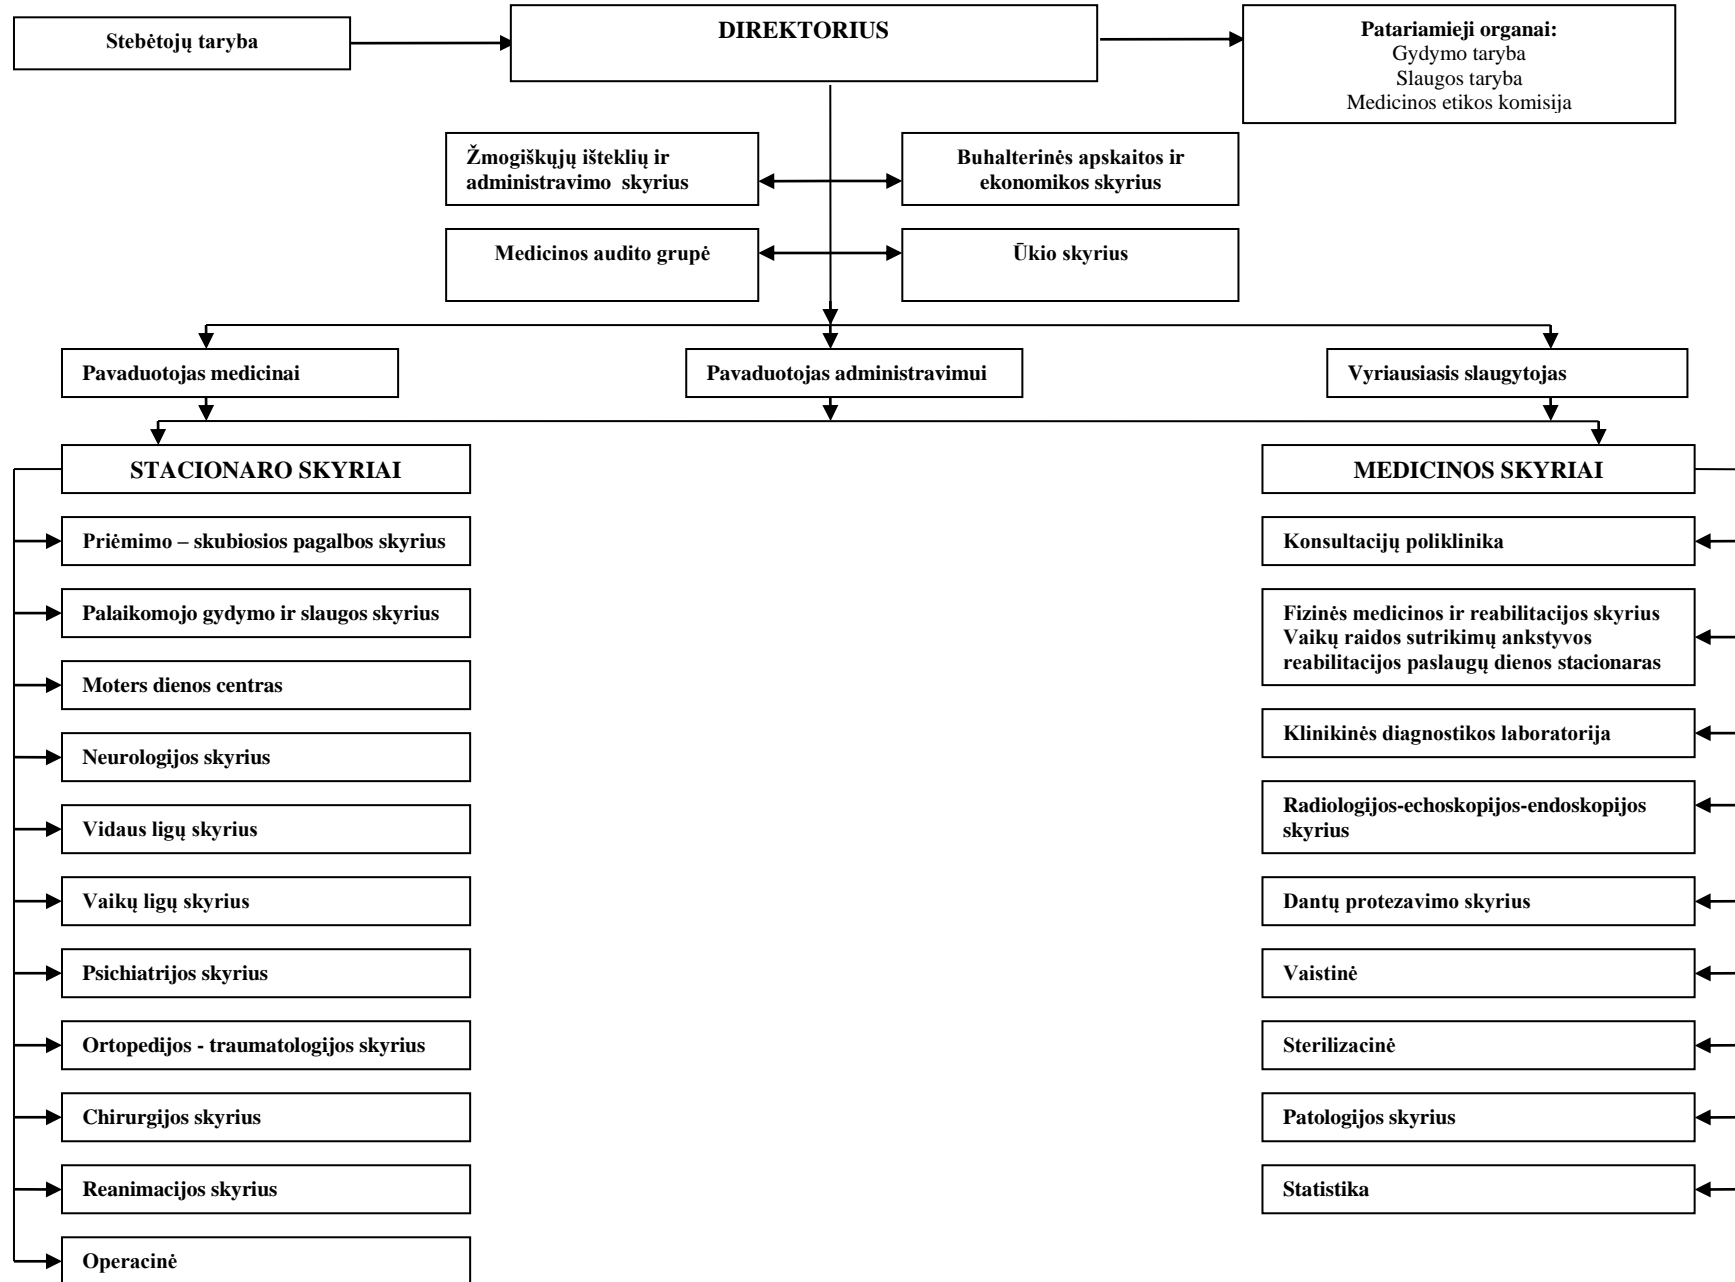 Stebėtojų taryba
DIREKTORIUS
Patariamieji organai:
Gydymo taryba
Slaugos taryba
Medicinos etikos komisija
Žmogiškųjų išteklių ir
administravimo skyrius
Buhalterinės apskaitos ir
ekonomikos skyrius
Medicinos audito grupė
Ūkio skyrius
Pavaduotojas medicinai
Pavaduotojas administravimui
Vyriausiasis slaugytojas
STACIONARO SKYRIAI
Priėmimo – skubiosios pagalbos skyrius
Palaikomojo gydymo ir slaugos skyrius
Moters dienos centras
Neurologijos skyrius
Vidaus ligų skyrius
Vaikų ligų skyrius
Psichiatrijos skyrius
Ortopedijos - traumatologijos skyrius
Chirurgijos skyrius
Reanimacijos skyrius
Operacinė
MEDICINOS SKYRIAI
Konsultacijų poliklinika
Fizinės medicinos ir reabilitacijos skyrius
Vaikų raidos sutrikimų ankstyvos
reabilitacijos paslaugų dienos stacionaras
Klinikinės diagnostikos laboratorija
Radiologijos-echoskopijos-endoskopijos
skyrius
Dantų protezavimo skyrius
Vaistinė
Sterilizacinė
Patologijos skyrius
Statistika